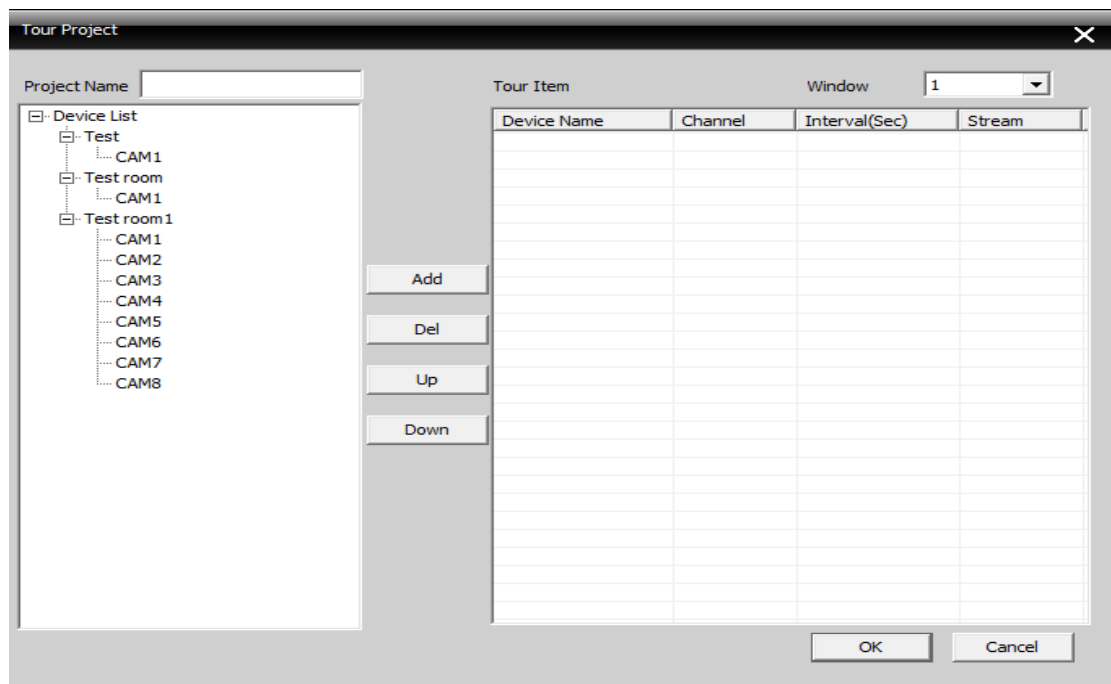 Tour Project
Project Name
Tour Item
Window
1
Device List
Test
CAM1
Test room
CAM1
Test room1
CAM1
CAM2
CAM3
CAM4
CAM5
CAM6
CAM7
CAM8
Add
Del
Up
Down
Device Name Channel Interval(Sec) Stream
OK
Cancel